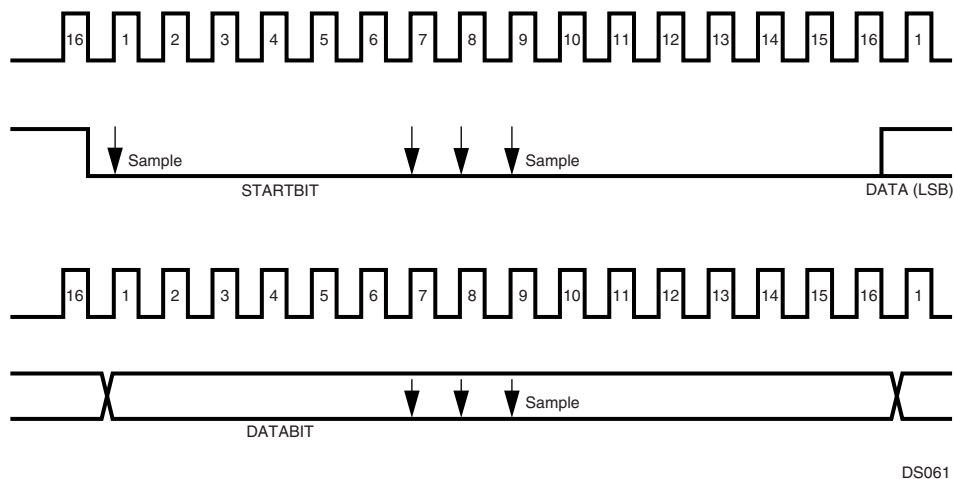 16 1 2 3 4 5 6 7 8 9 10 11 12 13 14 15 16 1
Sample Sample
STARTBIT DATA (LSB)
16 1 2 3 4 5 6 7 8 9 10 11 12 13 14 15 16 1
Sample
DATABIT
DS061